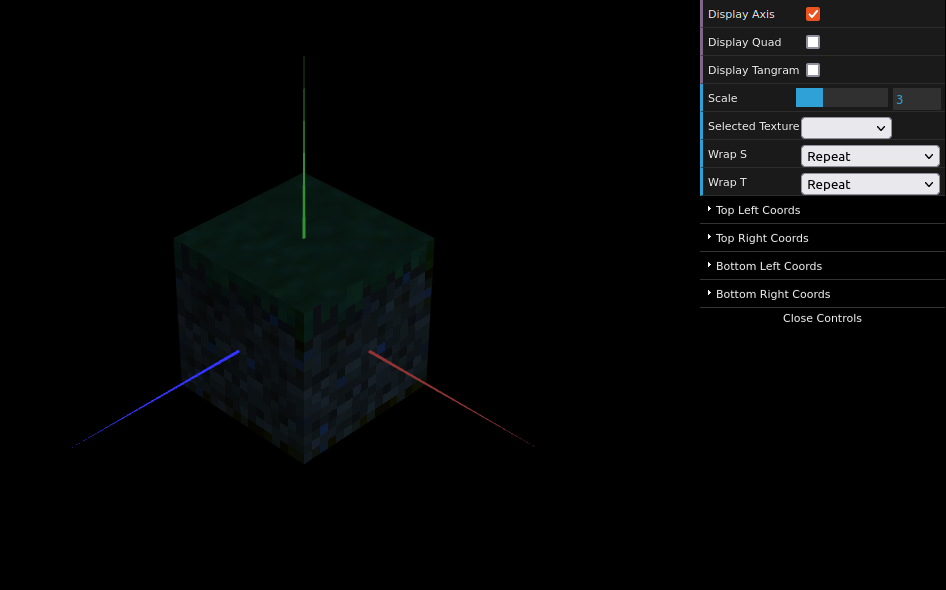 Display Axis
Display Quad
Display Tangram
Scale 3
Selected Texture
Wrap S Repeat
Wrap T Repeat
Top Left Coords
Top Right Coords
Bottom Left Coords
Bottom Right Coords
Close Controls